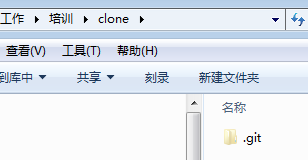 工作 ▸ 培训 ▸ clone ▸
查看(V) 工具(T) 帮助(H)
到库中 共享 刻录 新建文件夹
名称
.git